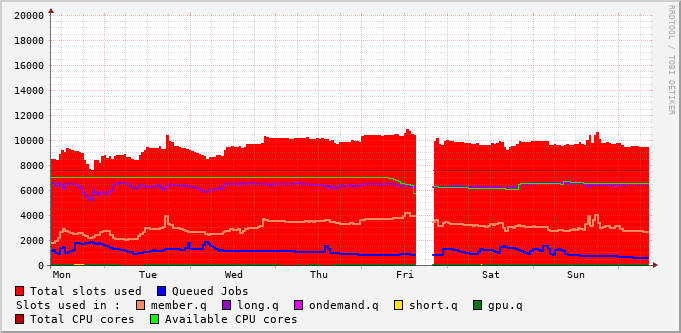 20000
18000
16000
14000
12000
10000
8000
6000
4000
2000
0
Mon Tue Wed Thu Fri Sat Sun
Total slots used Queued Jobs
Slots used in : member.q long.q ondemand.q short.q gpu.q
Total CPU cores Available CPU cores
RRDTOOL / TOBI OETIKER